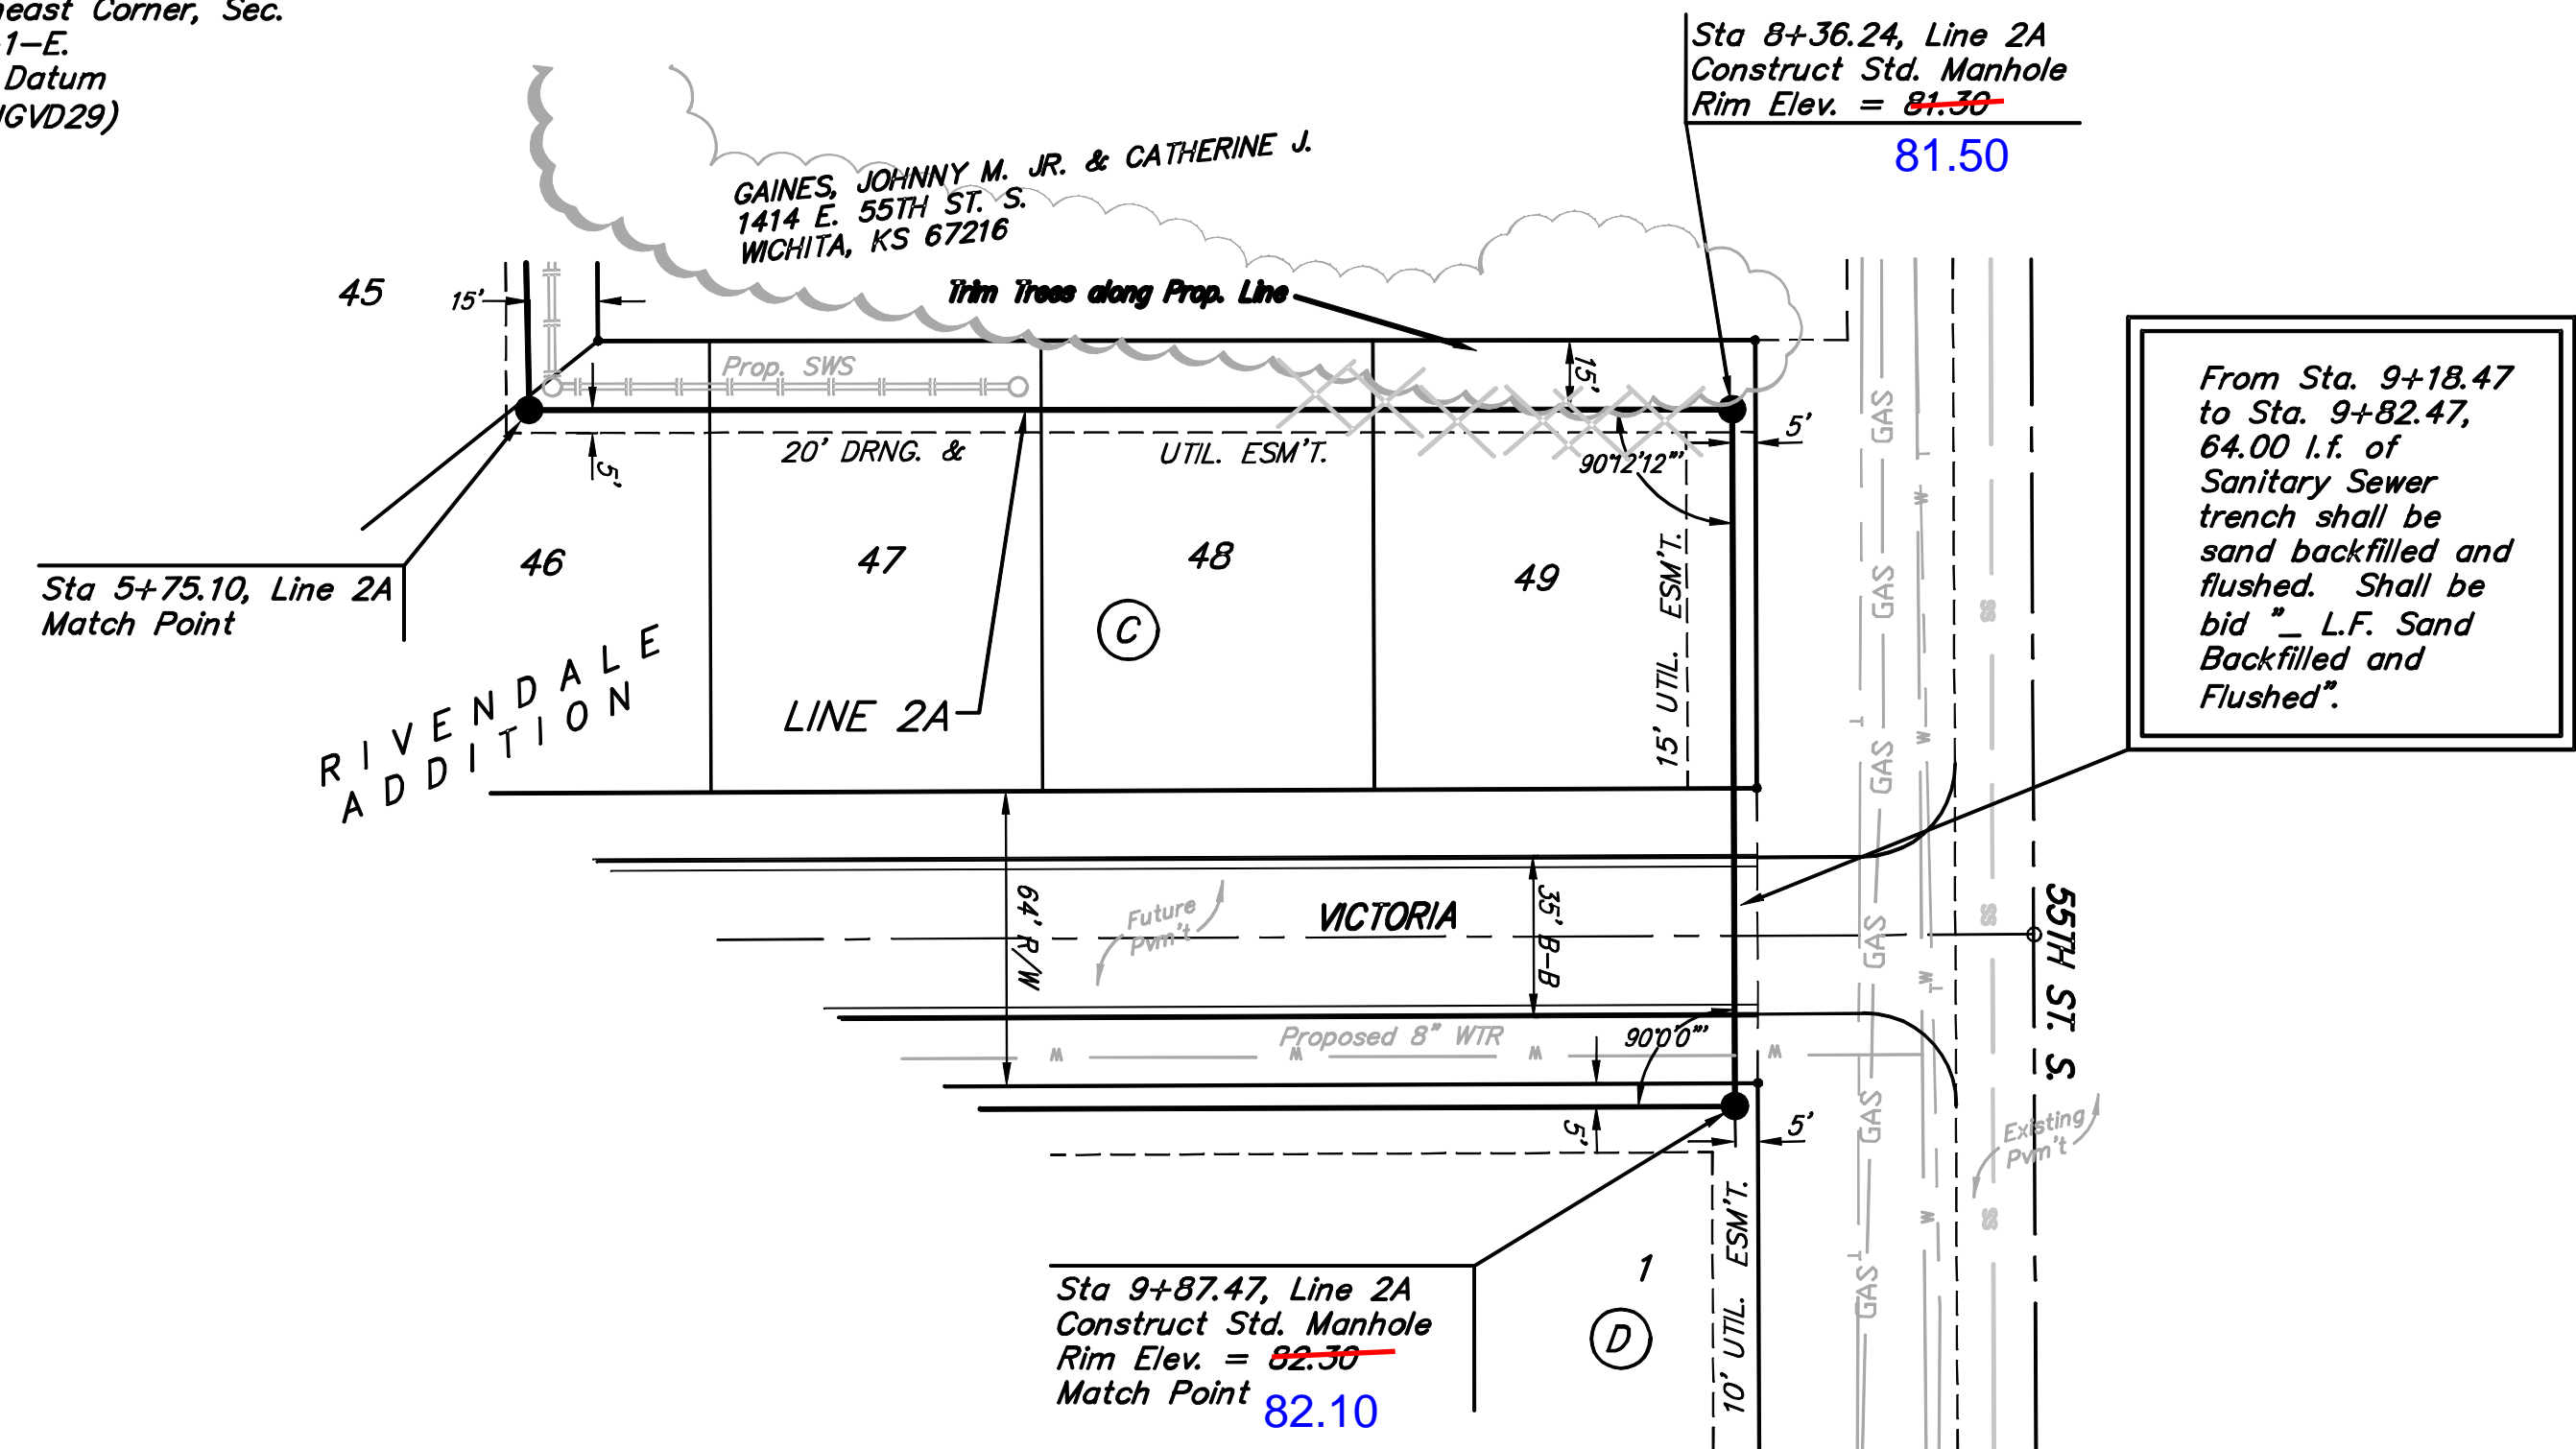 east Corner, Sec.
1-E.
Datum
NGVD29)
Sta 8+36.24, Line 2A
Construct Std. Manhole
Rim Elev. = 81.30
81.50
GAINES, JOHNNY M. JR. & CATHERINE J.
1414 E. 55TH ST. S.
WICHITA, KS 67216
Trim Trees along Prop. Line
45
15'
Prop. SWS
15'
5'
20' DRNG. &
UTIL. ESM'T.
5'
90°12'12"
46
47
48
49
C
15' UTIL. ESM'T.
Sta 5+75.10, Line 2A
Match Point
RIVENDALE
ADDITION
LINE 2A
From Sta. 9+18.47
to Sta. 9+82.47,
64.00 l.f. of
Sanitary Sewer
trench shall be
sand backfilled and
flushed. Shall be
bid "_ L.F. Sand
Backfilled and
Flushed".
GAS
GAS
GAS
GAS
GAS
GAS
W
W
W
W
T
T
T
T
SS
SS
SS
64' R/W
Future
Pvm't
VICTORIA
35' B-B
55TH ST. S.
Proposed 8" WTR
W
W
W
W
90°0'0"
5'
5'
Existing
Pvm't
1
D
10' UTIL. ESM'T.
Sta 9+87.47, Line 2A
Construct Std. Manhole
Rim Elev. = 82.30
Match Point
82.10